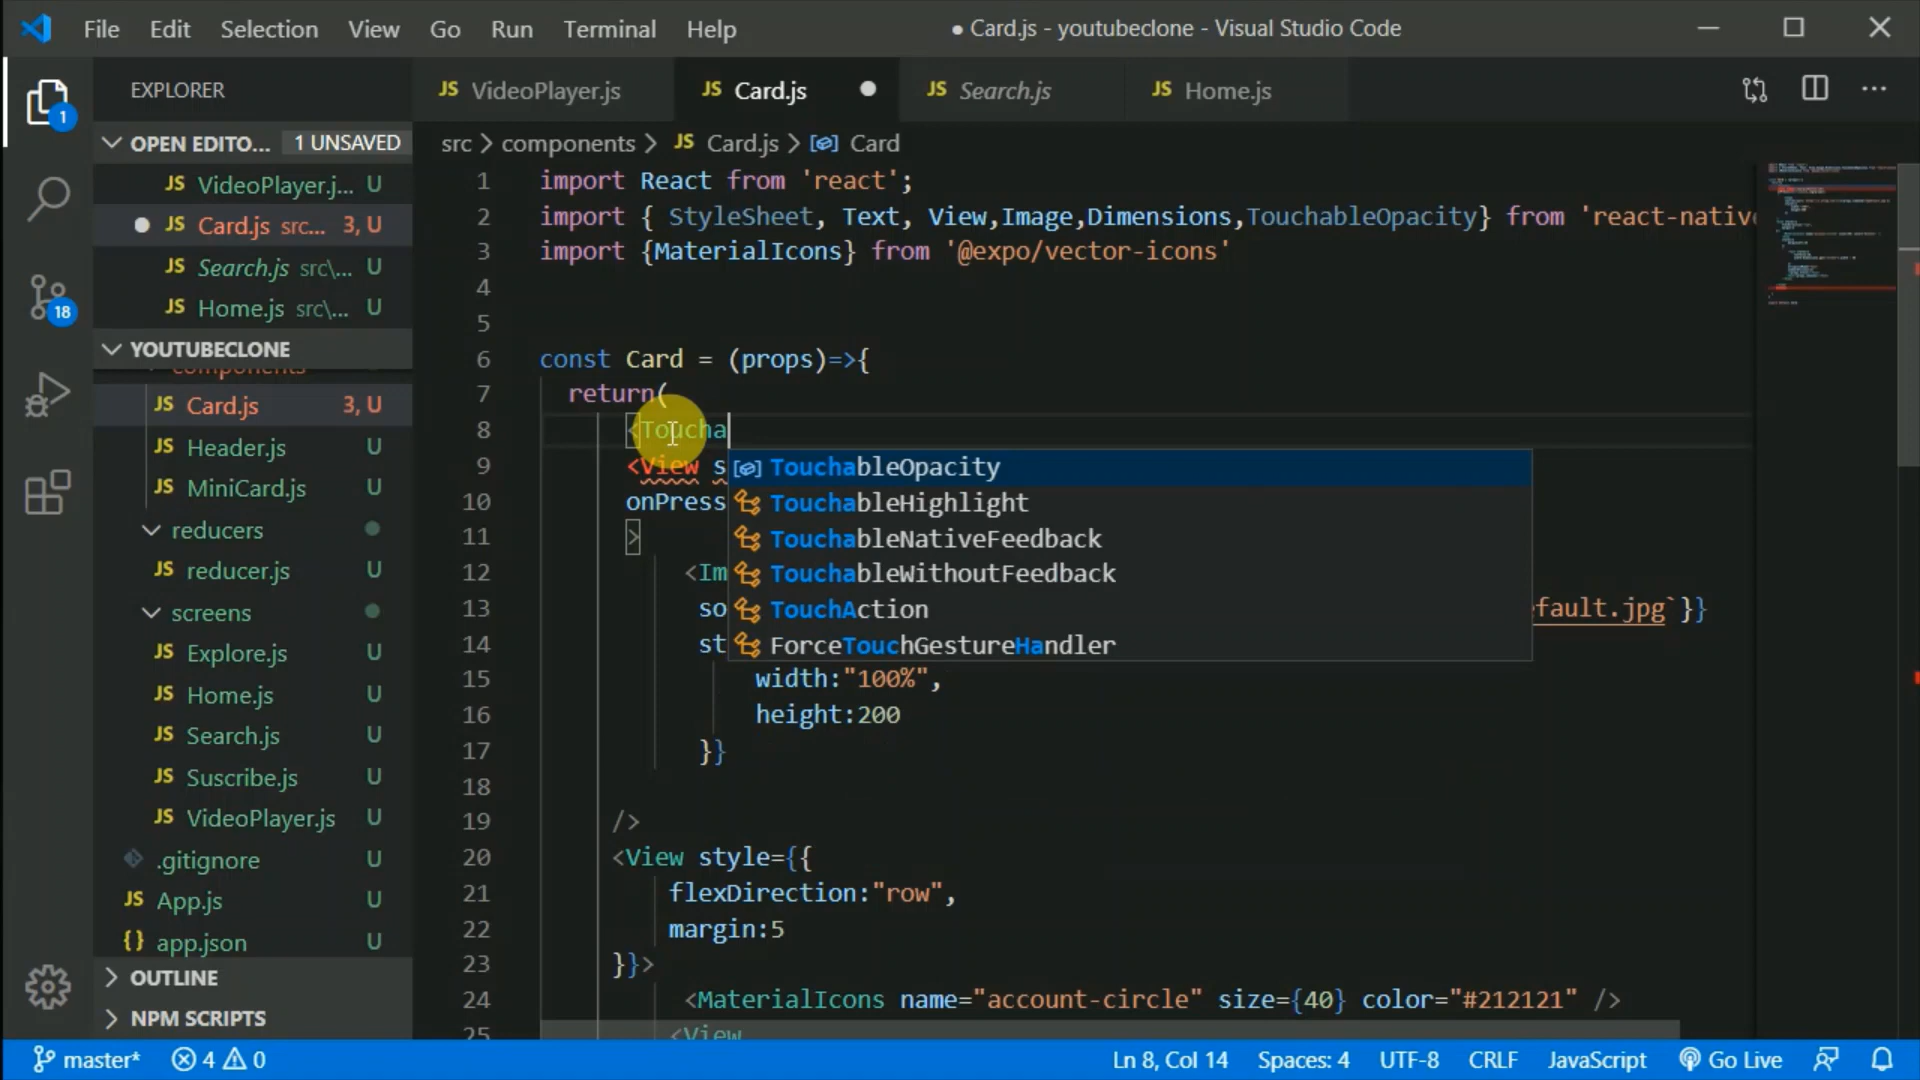 File Edit Selection View Go Run Terminal Help
● Card.js - youtubeclone - Visual Studio Code
EXPLORER
JS VideoPlayer.js
JS Card.js
JS Search.js
JS Home.js
1
OPEN EDITO... 1 UNSAVED
JS VideoPlayer.j... U
JS Card.js src... 3, U
JS Search.js src\... U
JS Home.js src\... U
18
YOUTUBECLONE
components
JS Card.js 3, U
JS Header.js U
JS MiniCard.js U
reducers
JS reducer.js U
screens
JS Explore.js U
JS Home.js U
JS Search.js U
JS Suscribe.js U
JS VideoPlayer.js U
.gitignore U
JS App.js U
{} app.json U
OUTLINE
NPM SCRIPTS
src > components > JS Card.js > Card
1 import React from 'react';
2 import { StyleSheet, Text, View,Image,Dimensions,TouchableOpacity} from 'react-native
3 import {MaterialIcons} from '@expo/vector-icons'
4
5
6 const Card = (props)=>{
7 return(
8 <Toucha
9 <View s
10 onPress
11 >
12 <Im
13 so
14 st
TouchableOpacity
TouchableHighlight
TouchableNativeFeedback
TouchableWithoutFeedback
TouchAction
ForceTouchGestureHandler
efault.jpg`}}
15 width:"100%",
16 height:200
17 }}
18
19 />
20 <View style={{
21 flexDirection:"row",
22 margin:5
23 }}>
24 <MaterialIcons name="account-circle" size={40} color="#212121" />
25 <View
master* 4 0
Ln 8, Col 14 Spaces: 4 UTF-8 CRLF JavaScript Go Live